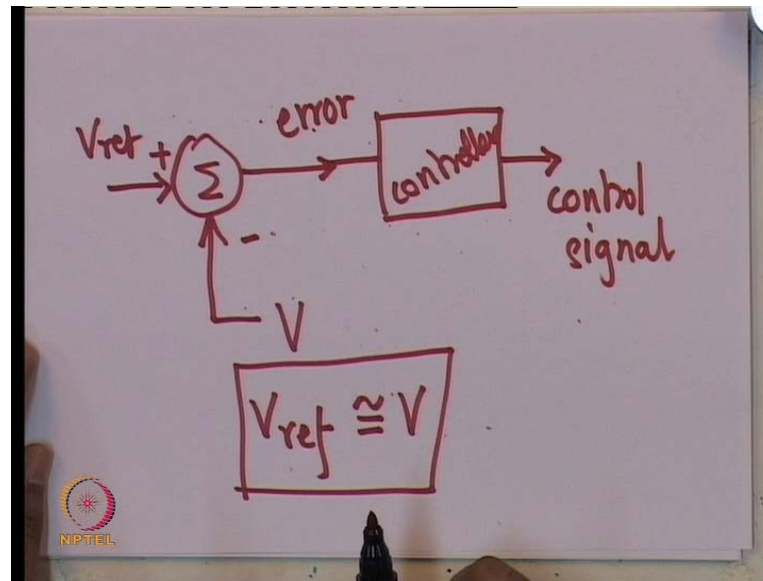 Vref +
error
Σ
controller
control
signal
-
V
Vref ≅ V
NPTEL